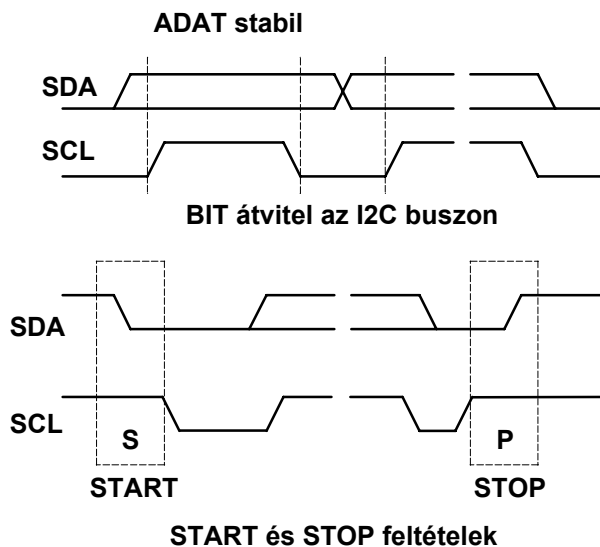 ADAT stabil
SDA
SCL
BIT átvitel az I2C buszon
SDA
SCL
S
P
START
STOP
START és STOP feltételek